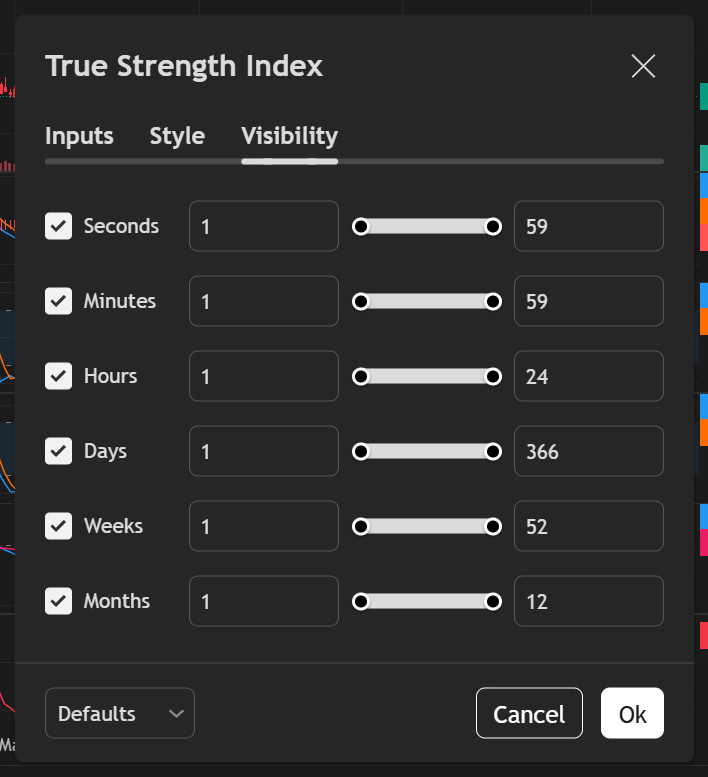 True Strength Index
Inputs Style Visibility
Seconds 1 59
Minutes 1 59
Hours 1 24
Days 1 366
Weeks 1 52
Months 1 12
Defaults Cancel Ok
Ma